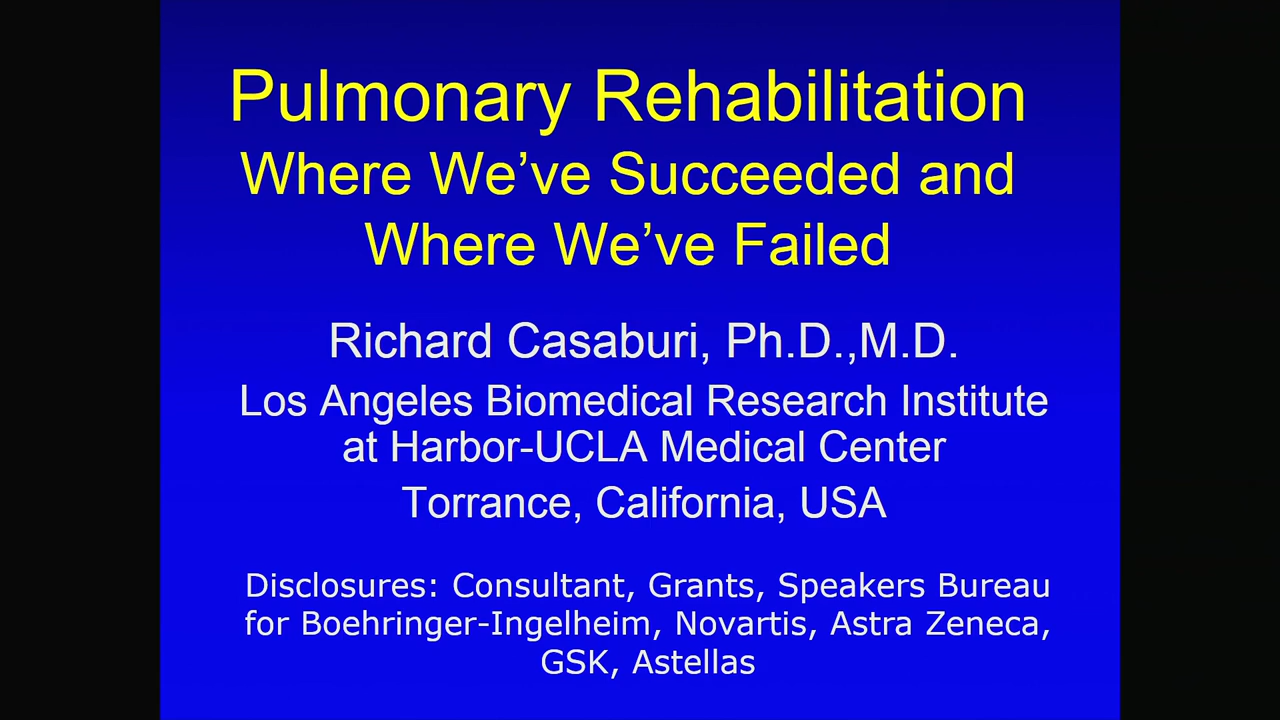 Pulmonary Rehabilitation
Where We’ve Succeeded and
Where We’ve Failed
Richard Casaburi, Ph.D.,M.D.
Los Angeles Biomedical Research Institute
at Harbor-UCLA Medical Center
Torrance, California, USA
Disclosures: Consultant, Grants, Speakers Bureau
for Boehringer-Ingelheim, Novartis, Astra Zeneca,
GSK, Astellas